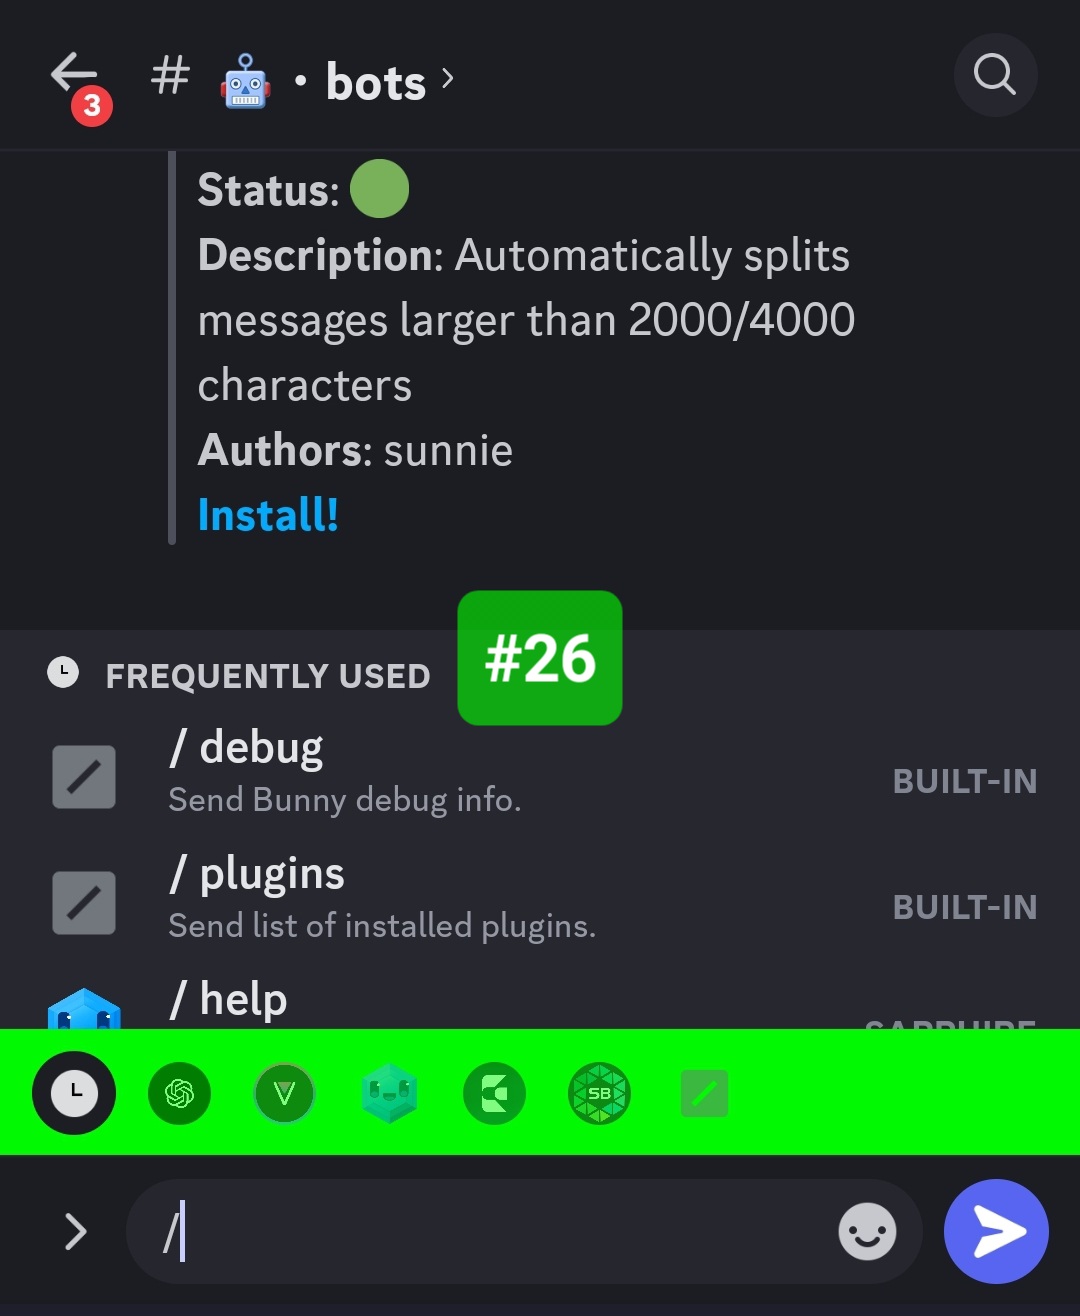 3
# 🤖 • bots
Status: 🟢
Description: Automatically splits
messages larger than 2000/4000
characters
Authors: sunnie
Install!
#26
FREQUENTLY USED
/ debug
Send Bunny debug info.
BUILT-IN
/ plugins
Send list of installed plugins.
BUILT-IN
/ help
SAPPHIRE
SB
/